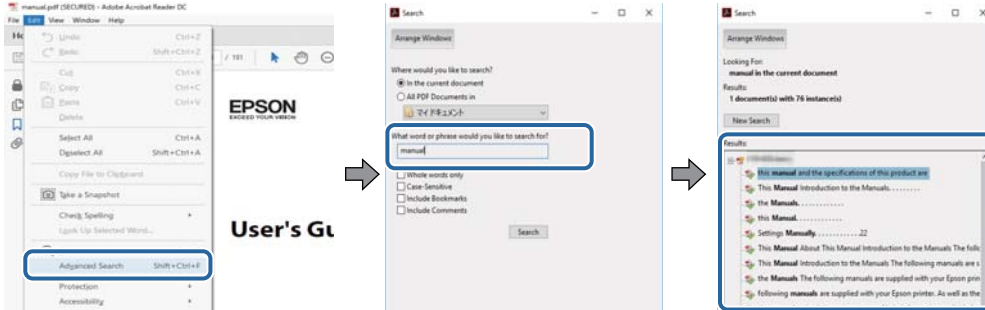 manual.pdf (SECURED) - Adobe Acrobat Reader DC
File Edit View Window Help
Undo Ctrl+Z
Redo Shift+Ctrl+Z
Cut Ctrl+X
Copy Ctrl+C
Paste Ctrl+V
Delete
Select All Ctrl+A
Deselect All Shift+Ctrl+A
Copy File to Clipboard
Take a Snapshot
Check Spelling
Look Up Selected Word...
Advanced Search Shift+Ctrl+F
Protection
Accessibility
/ 191
EPSON
EXCEED YOUR VISION
User's Gu
Search
Arrange Windows
Where would you like to search?
In the current document
All PDF Documents in
マイ ドキュメント
What word or phrase would you like to search for?
manual
Whole words only
Case-Sensitive
Include Bookmarks
Include Comments
Search
Search
Arrange Windows
Looking For:
manual in the current document
Results:
1 document(s) with 76 instance(s)
New Search
Results:
this manual and the specifications of this product are
This Manual Introduction to the Manuals. . . . . . . . .
the Manuals. . . . . . . . . . . . .
this Manual. . . . . . . . . . . . .
Settings Manually. . . . . . . . . . . . .22
This Manual About This Manual Introduction to the Manuals The follo
This Manual Introduction to the Manuals The following manuals are s
the Manuals The following manuals are supplied with your Epson prin
following manuals are supplied with your Epson printer. As well as the